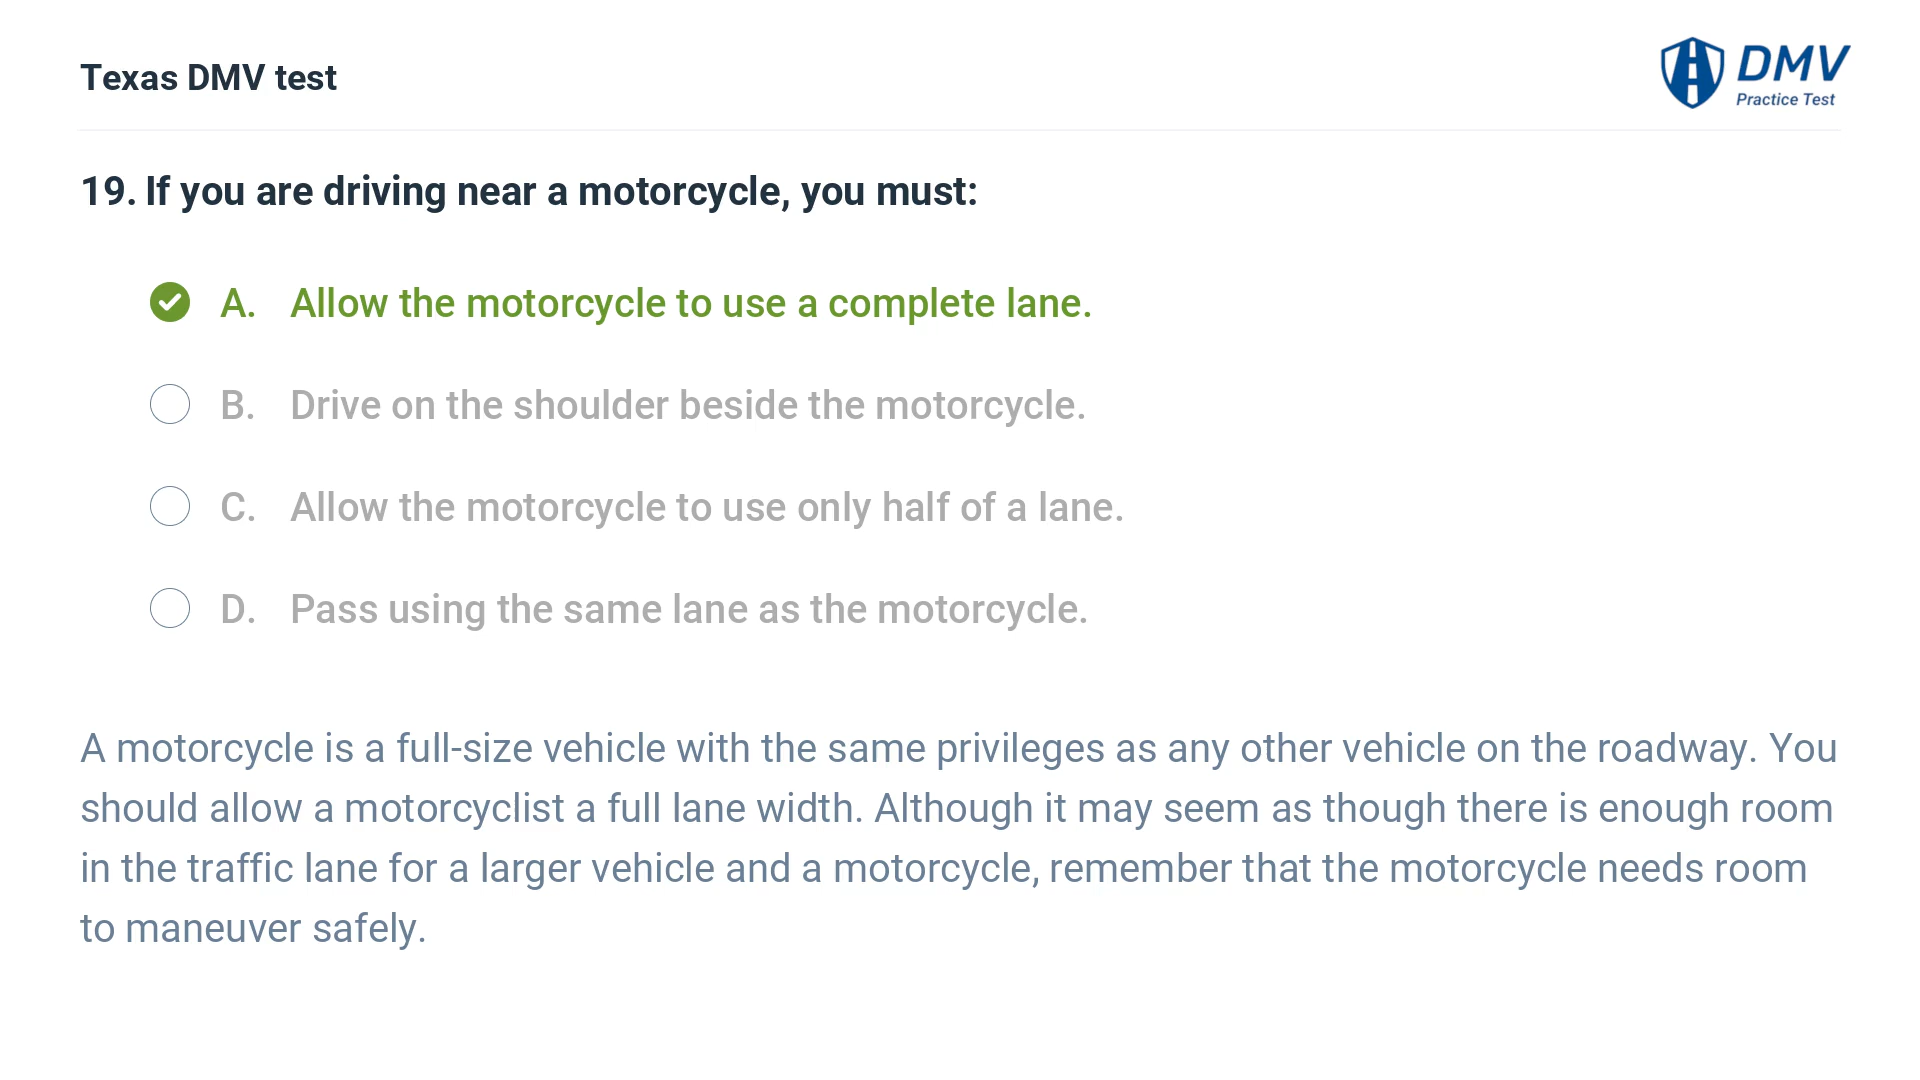 Texas DMV test
DMV
Practice Test
19. If you are driving near a motorcycle, you must:
A. Allow the motorcycle to use a complete lane.
B. Drive on the shoulder beside the motorcycle.
C. Allow the motorcycle to use only half of a lane.
D. Pass using the same lane as the motorcycle.
A motorcycle is a full-size vehicle with the same privileges as any other vehicle on the roadway. You
should allow a motorcyclist a full lane width. Although it may seem as though there is enough room
in the traffic lane for a larger vehicle and a motorcycle, remember that the motorcycle needs room
to maneuver safely.